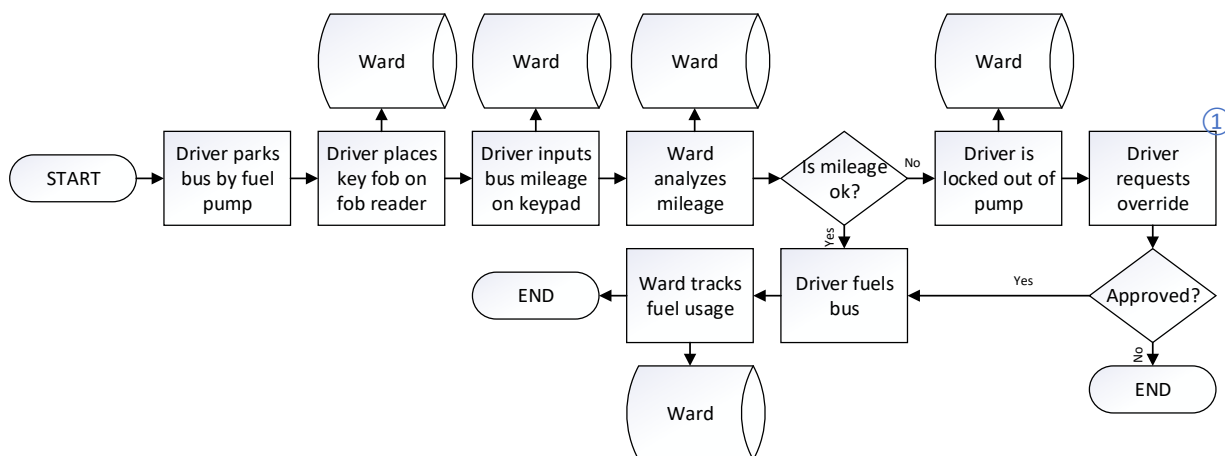 Ward
Ward
Ward
Ward
①
START
Driver parks
bus by fuel
pump
Driver places
key fob on
fob reader
Driver inputs
bus mileage
on keypad
Ward
analyzes
mileage
Is mileage
ok?
No
Driver is
locked out of
pump
Driver
requests
override
Yes
END
Ward tracks
fuel usage
Driver fuels
bus
Yes
Approved?
No
END
Ward